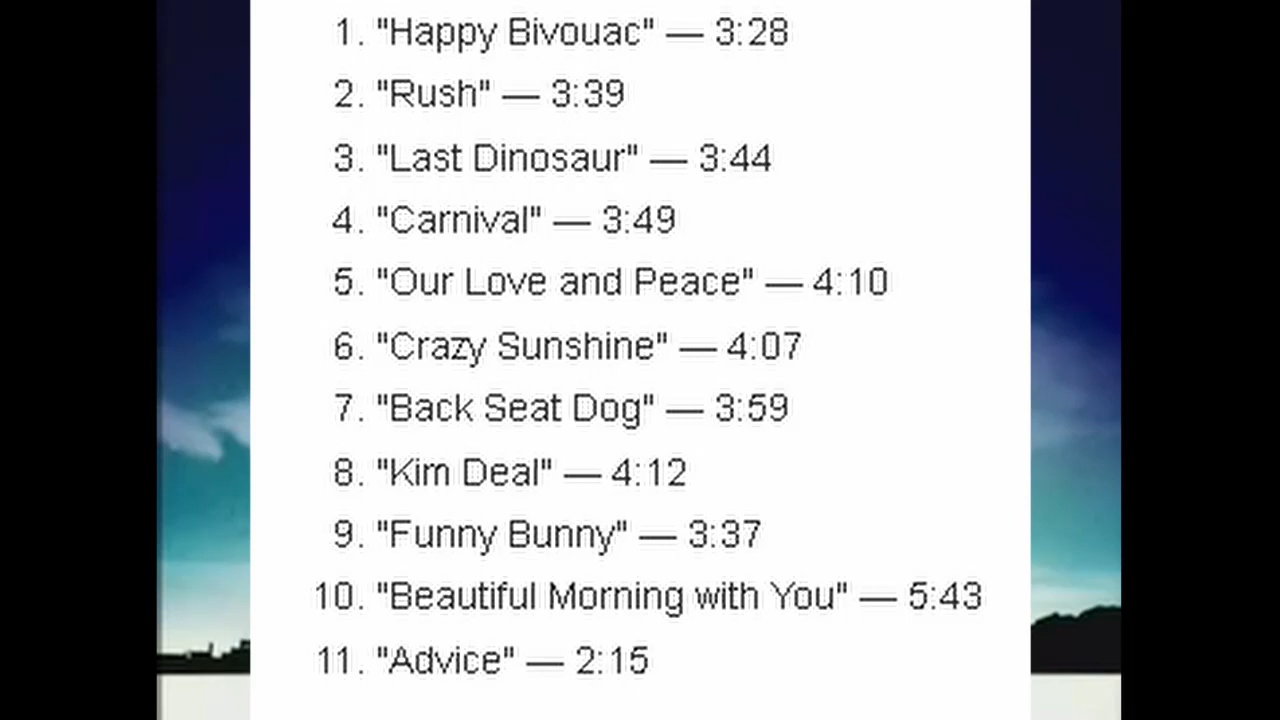 1. "Happy Bivouac" — 3:28
2. "Rush" — 3:39
3. "Last Dinosaur" — 3:44
4. "Carnival" — 3:49
5. "Our Love and Peace" — 4:10
6. "Crazy Sunshine" — 4:07
7. "Back Seat Dog" — 3:59
8. "Kim Deal" — 4:12
9. "Funny Bunny" — 3:37
10. "Beautiful Morning with You" — 5:43
11. "Advice" — 2:15